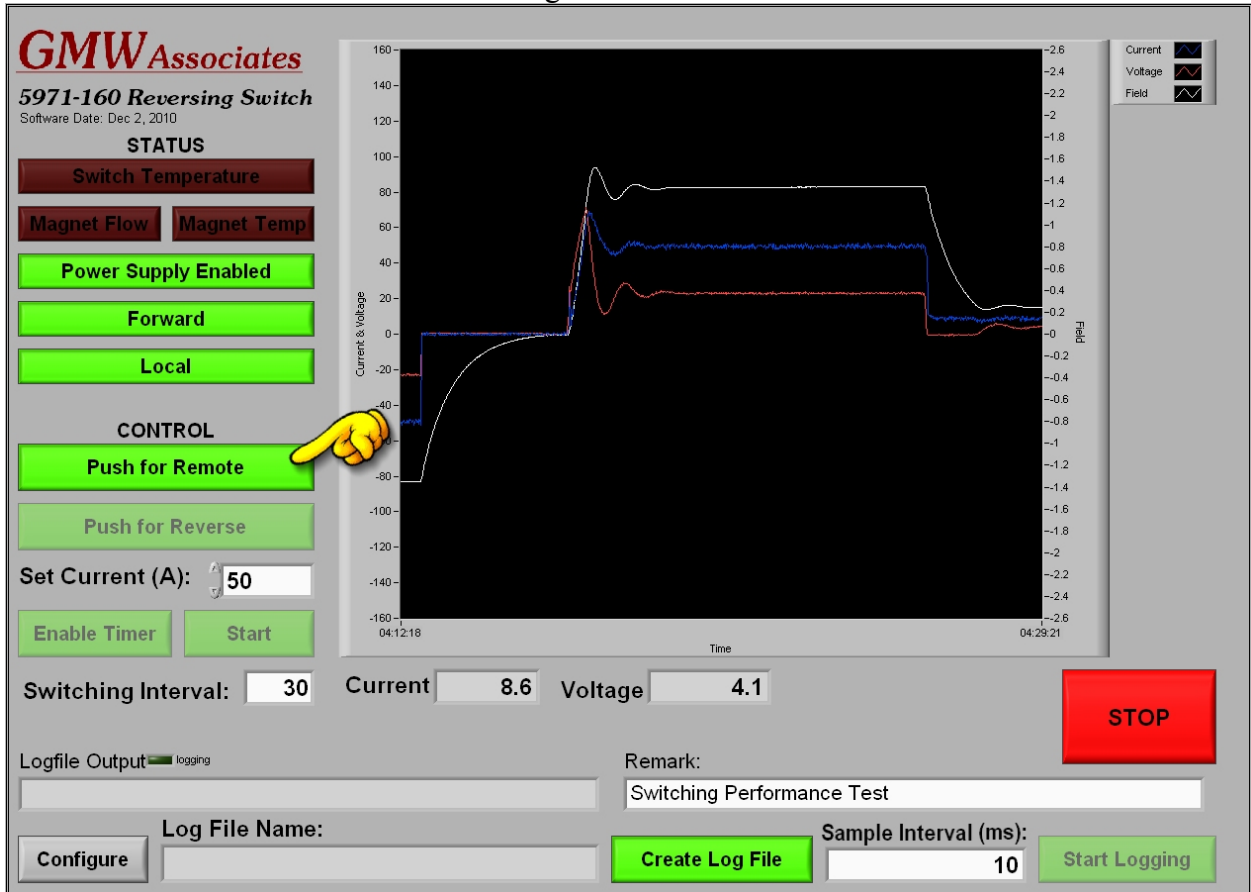 GMW Associates
5971-160 Reversing Switch
Software Date: Dec 2, 2010
STATUS
Switch Temperature
Magnet Flow
Magnet Temp
Power Supply Enabled
Forward
Local
CONTROL
Push for Remote
Push for Reverse
Set Current (A): 50
Enable Timer
Start
Switching Interval: 30
Current & Voltage
160
140
120
100
80
60
40
20
0
-20
-40
-80
-100
-120
-140
-160
2.6
2.4
2.2
2
1.8
1.6
1.4
1.2
1
0.8
0.6
0.4
0.2
0
-0.2
-0.4
-0.6
-0.8
-1
-1.2
-1.4
-1.6
-1.8
-2
-2.2
-2.4
-2.6
Field
04:12:18
04:29:21
Time
Current
Voltage
Field
Current 8.6 Voltage 4.1
STOP
Logfile Output logging
Remark:
Switching Performance Test
Configure
Log File Name:
Create Log File
Sample Interval (ms):
10
Start Logging